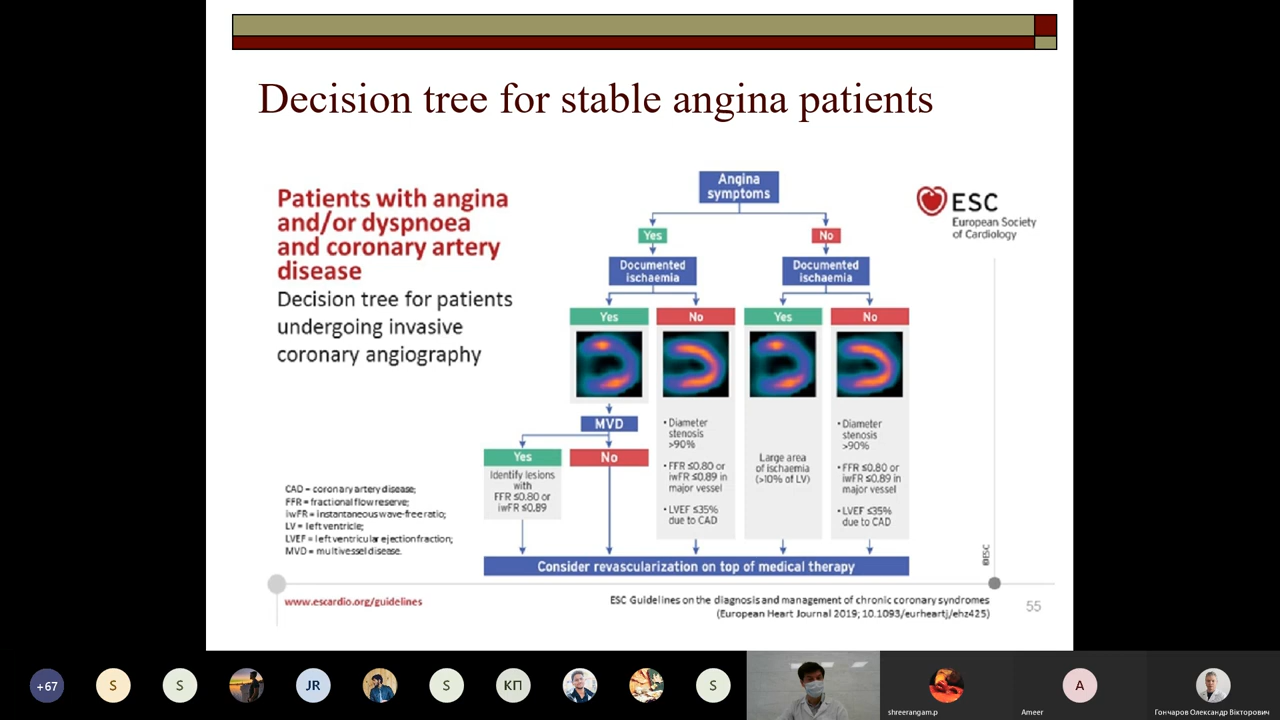 Decision tree for stable angina patients
Patients with angina
and/or dyspnoea
and coronary artery
disease
Decision tree for patients
undergoing invasive
coronary angiography
ESC
European Society
of Cardiology
Angina
symptoms
Yes
No
Documented
ischaemia
Documented
ischaemia
Yes
No
Yes
No
MVD
Yes
No
Identify lesions
with
FFR ≤0.80 or
iwFR ≤0.89
• Diameter
stenosis
>90%
• FFR ≤0.80 or
iwFR ≤0.89 in
major vessel
• LVEF ≤35%
due to CAD
Large area
of ischaemia
(>10% of LV)
• Diameter
stenosis
>90%
• FFR ≤0.80 or
iwFR ≤0.89 in
major vessel
• LVEF ≤35%
due to CAD
Consider revascularization on top of medical therapy
CAD = coronary artery disease;
FFR = fractional flow reserve;
iwFR = instantaneous wave-free ratio;
LV = left ventricle;
LVEF = left ventricular ejection fraction;
MVD = multivessel disease.
©ESC
www.escardio.org/guidelines
ESC Guidelines on the diagnosis and management of chronic coronary syndromes
(European Heart Journal 2019; 10.1093/eurheartj/ehz425)
55
+67
S
S
JR
S
КП
S
shreerangam.p
A
Ameer
Гончаров Олександр Вікторович